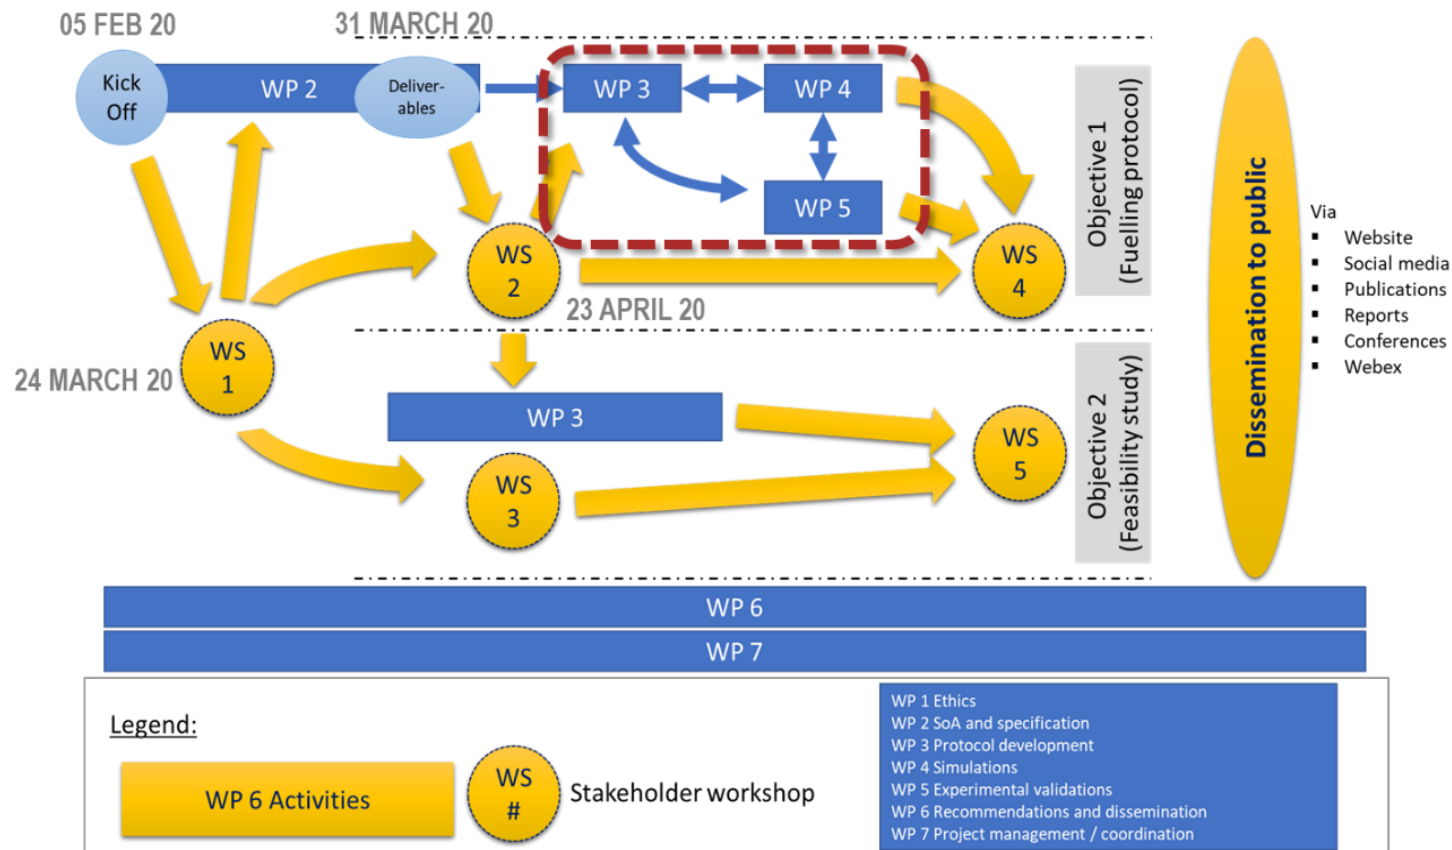 05 FEB 20
31 MARCH 20
Kick
Off
WP 2
Deliver-
ables
WP 3
WP 4
WP 5
Objective 1
(Fuelling protocol)
WS
2
WS
4
23 APRIL 20
WS
1
24 MARCH 20
WP 3
WS
3
WS
5
Objective 2
(Feasibility study)
Dissemination to public
Via
▪ Website
▪ Social media
▪ Publications
▪ Reports
▪ Conferences
▪ Webex
WP 6
WP 7
Legend:
WP 6 Activities
WS
#
Stakeholder workshop
WP 1 Ethics
WP 2 SoA and specification
WP 3 Protocol development
WP 4 Simulations
WP 5 Experimental validations
WP 6 Recommendations and dissemination
WP 7 Project management / coordination